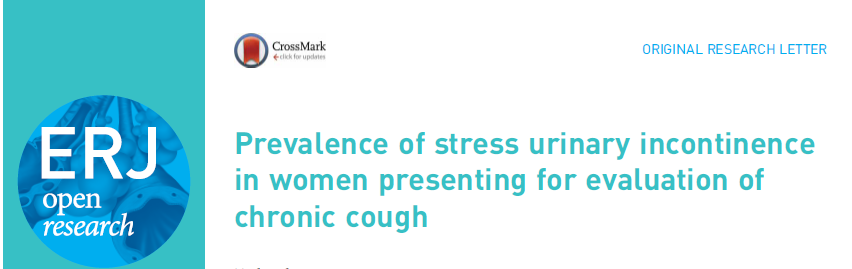 CrossMark
click for updates
ORIGINAL RESEARCH LETTER
ERJ
open
research
Prevalence of stress urinary incontinence
in women presenting for evaluation of
chronic cough